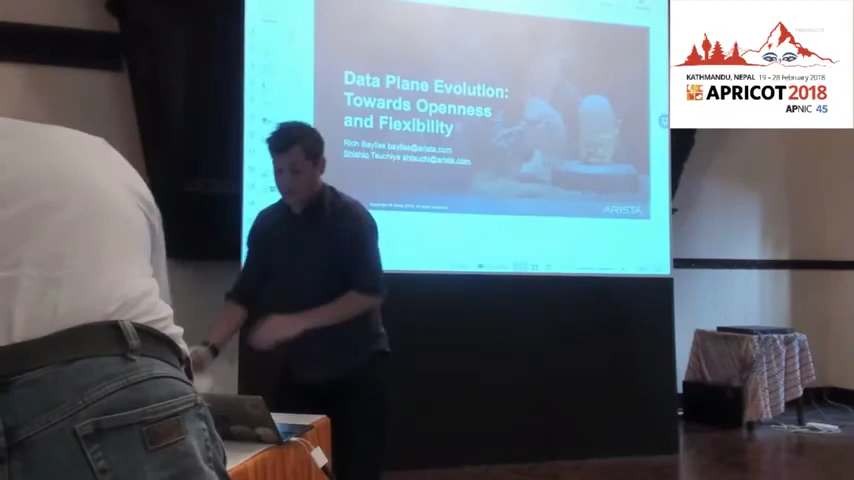 Data Plane Evolution:
Towards Openness
and Flexibility
Rich Bayliss baylies@arista.com
Shishio Tsuchiya shtsuchi@arista.com
ARISTA
KATHMANDU, NEPAL 19 – 28 February 2018
APRICOT 2018
APNIC 45